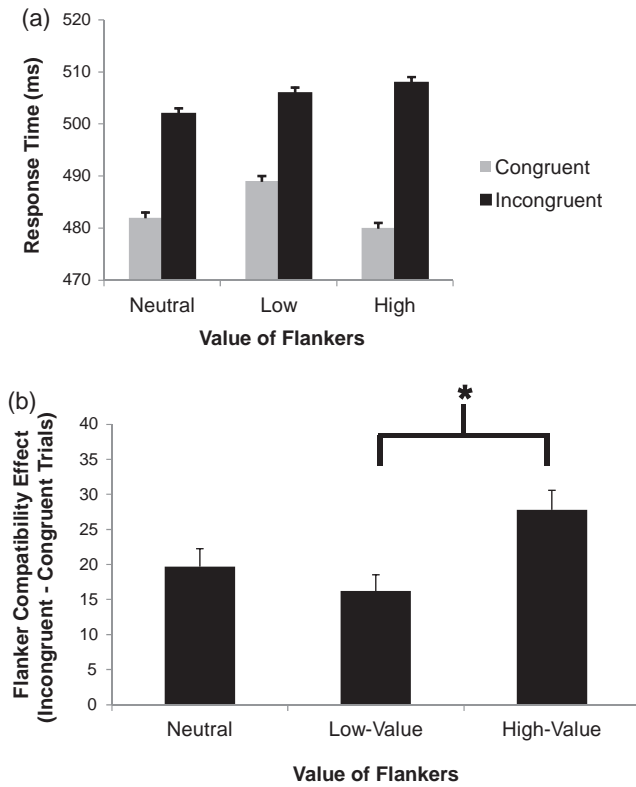 (a)
520
510
500
490
480
470
Response Time (ms)
Congruent
Incongruent
Neutral Low High
Value of Flankers
(b)
*
40
35
30
25
20
15
10
5
0
Flanker Compatibility Effect
(Incongruent - Congruent Trials)
Neutral Low-Value High-Value
Value of Flankers